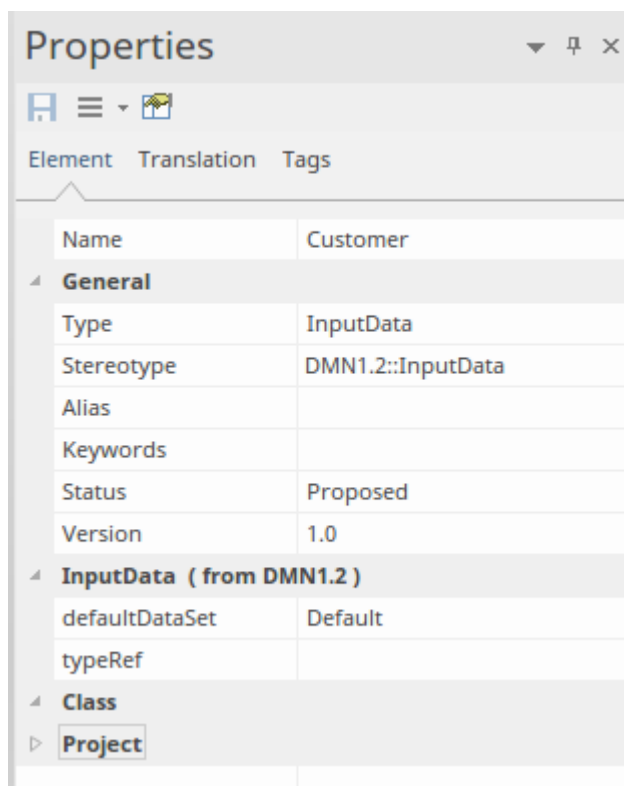 Properties
Element Translation Tags
Name Customer
General
Type InputData
Stereotype DMN1.2::InputData
Alias
Keywords
Status Proposed
Version 1.0
InputData ( from DMN1.2 )
defaultDataSet Default
typeRef
Class
Project